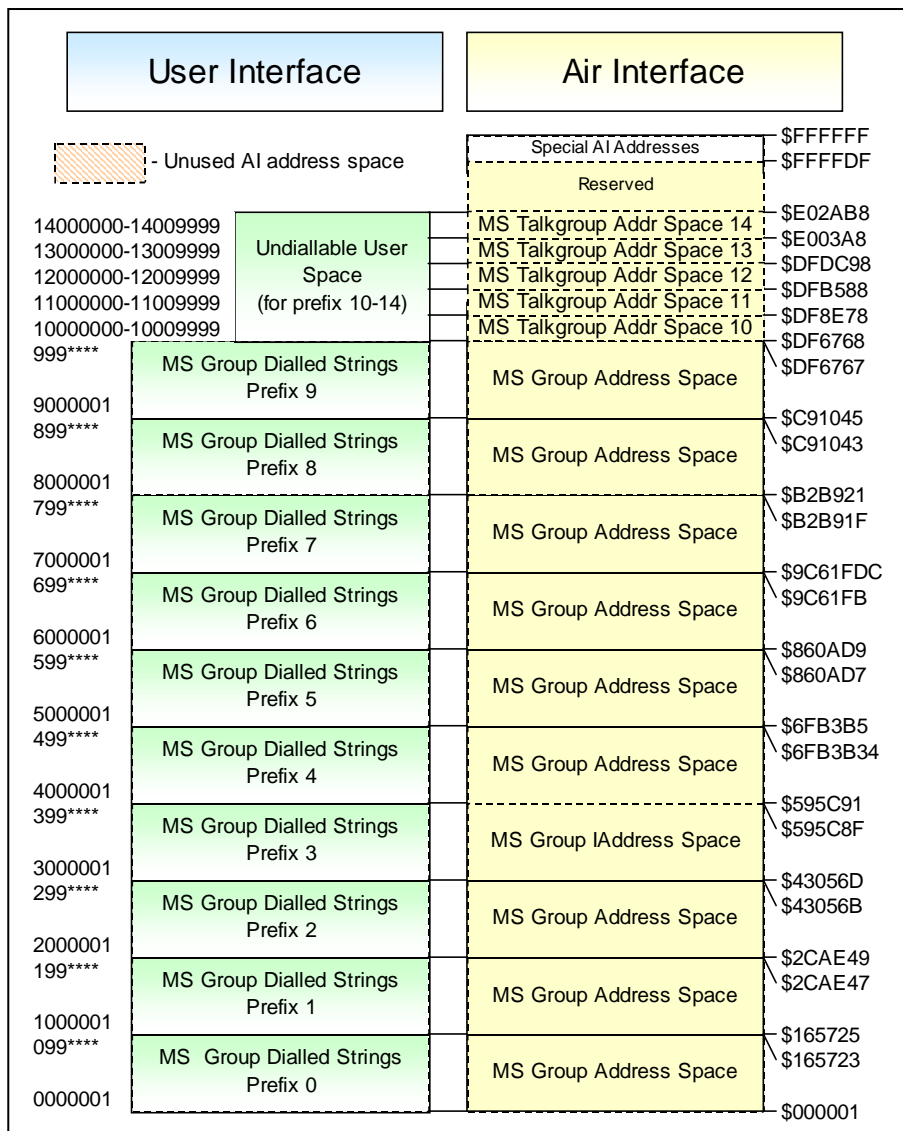 User Interface
Air Interface
- Unused AI address space
Special AI Addresses
$FFFFFF
$FFFFDF
Reserved
$E02AB8
14000000-14009999
MS Talkgroup Addr Space 14
$E003A8
13000000-13009999
Undiallable User
Space
(for prefix 10-14)
MS Talkgroup Addr Space 13
$DFDC98
12000000-12009999
MS Talkgroup Addr Space 12
$DFB588
11000000-11009999
MS Talkgroup Addr Space 11
$DF8E78
10000000-10009999
MS Talkgroup Addr Space 10
$DF6768
999****
$DF6767
MS Group Dialled Strings
Prefix 9
MS Group Address Space
9000001
$C91045
899****
$C91043
MS Group Dialled Strings
Prefix 8
MS Group Address Space
8000001
$B2B921
799****
$B2B91F
MS Group Dialled Strings
Prefix 7
MS Group Address Space
7000001
$9C61FDC
699****
$9C61FB
MS Group Dialled Strings
Prefix 6
MS Group Address Space
6000001
$860AD9
599****
$860AD7
MS Group Dialled Strings
Prefix 5
MS Group Address Space
5000001
$6FB3B5
499****
$6FB3B34
MS Group Dialled Strings
Prefix 4
MS Group Address Space
4000001
$595C91
399****
$595C8F
MS Group Dialled Strings
Prefix 3
MS Group IAddress Space
3000001
$43056D
299****
$43056B
MS Group Dialled Strings
Prefix 2
MS Group Address Space
2000001
$2CAE49
199****
$2CAE47
MS Group Dialled Strings
Prefix 1
MS Group Address Space
1000001
$165725
099****
$165723
MS Group Dialled Strings
Prefix 0
MS Group Address Space
0000001
$000001